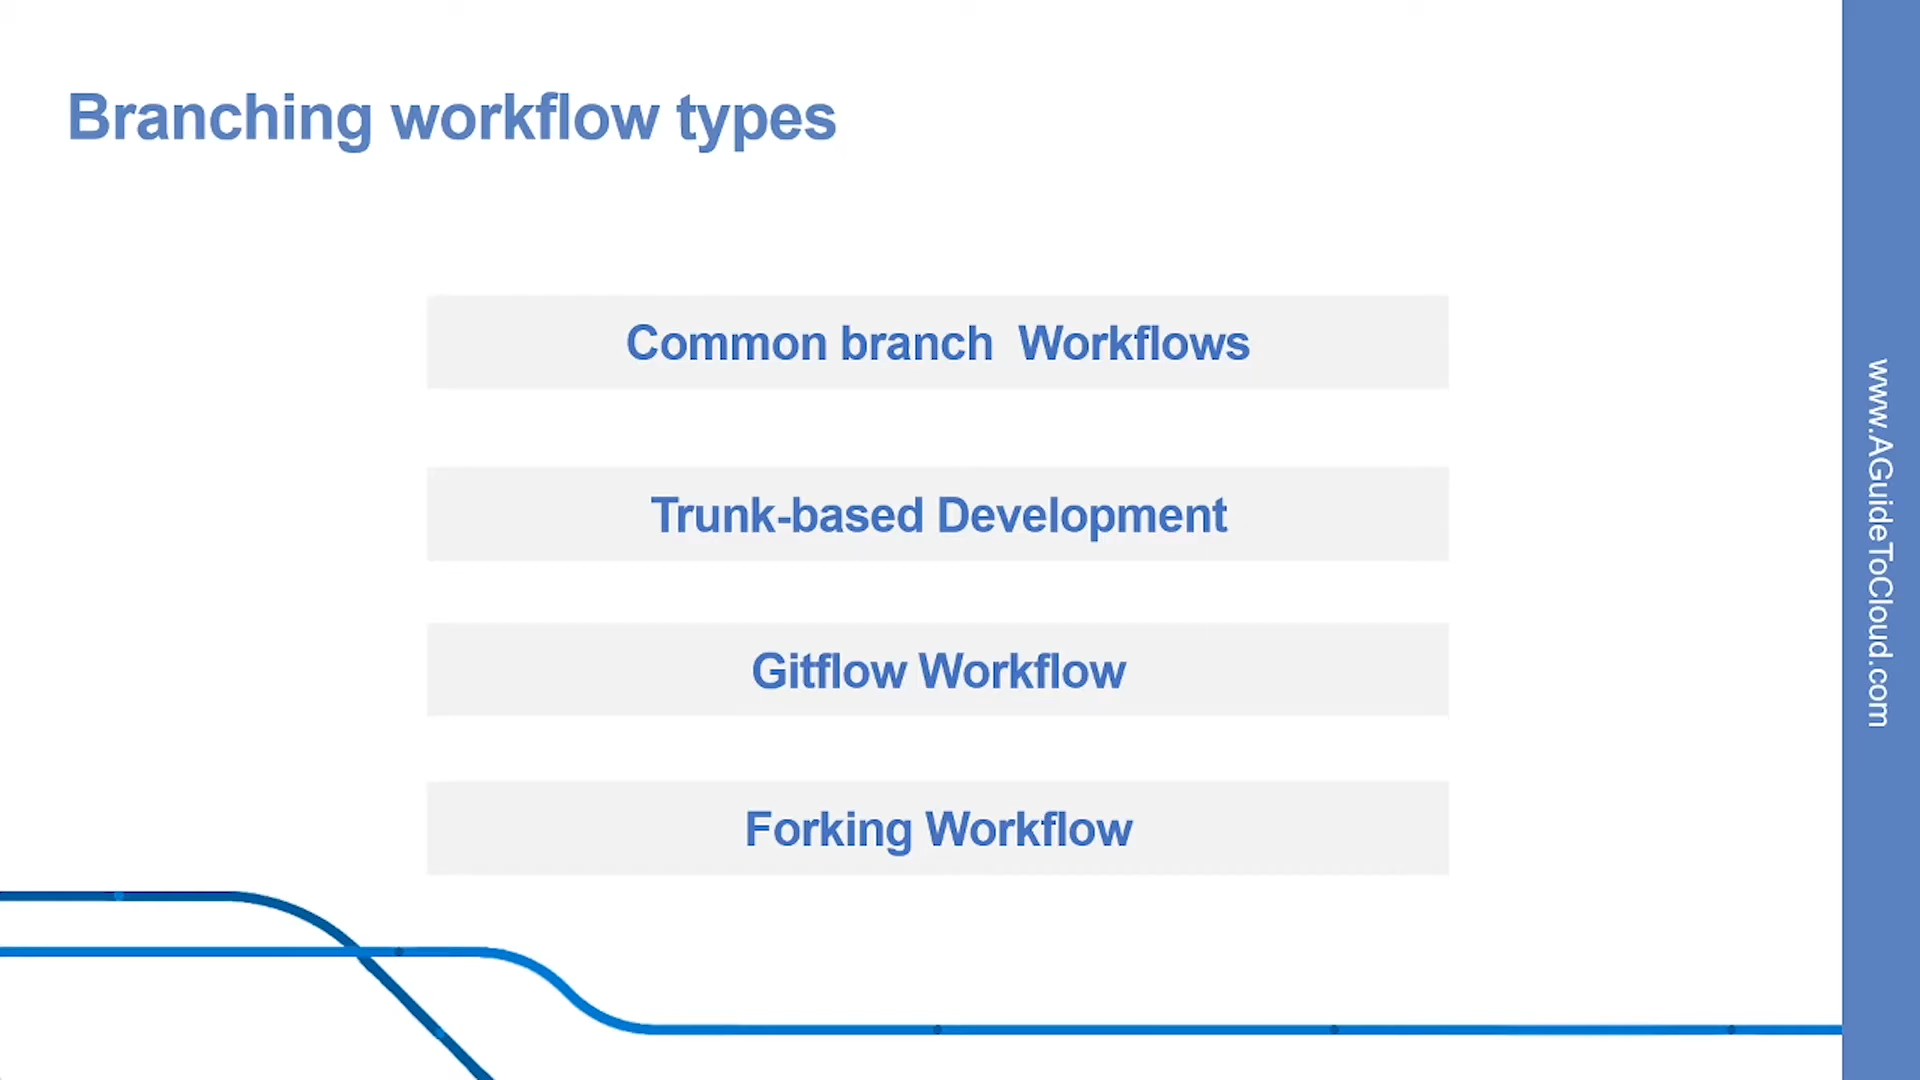 Branching workflow types
Common branch  Workflows
Trunk-based Development
Gitflow Workflow
Forking Workflow
www.AGuideToCloud.com